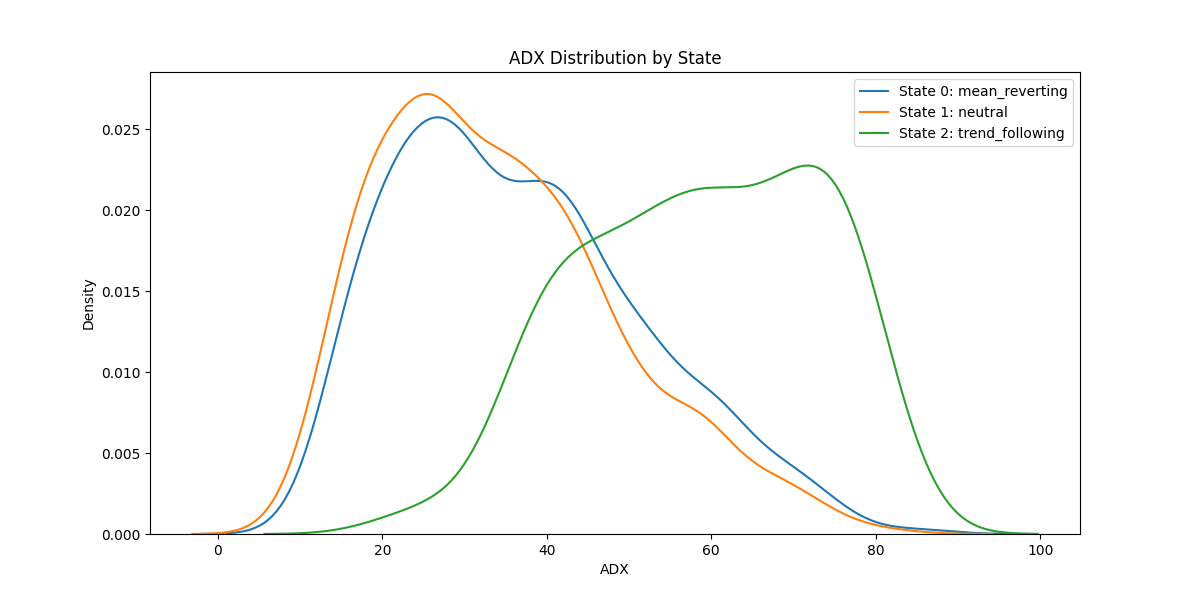 ADX Distribution by State
State 0: mean_reverting
State 1: neutral
State 2: trend_following
Density
0.025
0.020
0.015
0.010
0.005
0.000
0
20
40
60
80
100
ADX